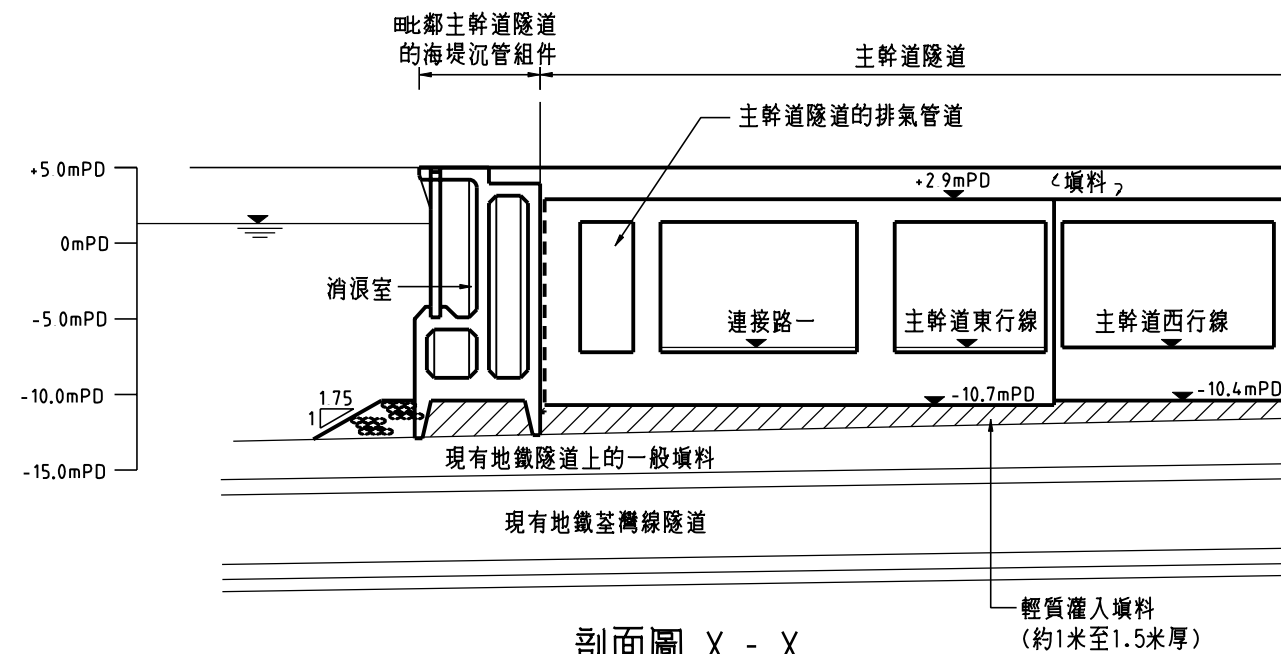 毗鄰主幹道隧道
的海堤沉管組件
主幹道隧道
主幹道隧道的排氣管道
+5.0mPD
+2.9mPD
填料
0mPD
消浪室
-5.0mPD
連接路一
主幹道東行線
主幹道西行線
-10.0mPD
1.75
1
-10.7mPD
-10.4mPD
-15.0mPD
現有地鐵隧道上的一般填料
現有地鐵荃灣線隧道
輕質灌入填料
(約1米至1.5米厚)
剖面圖 X - X